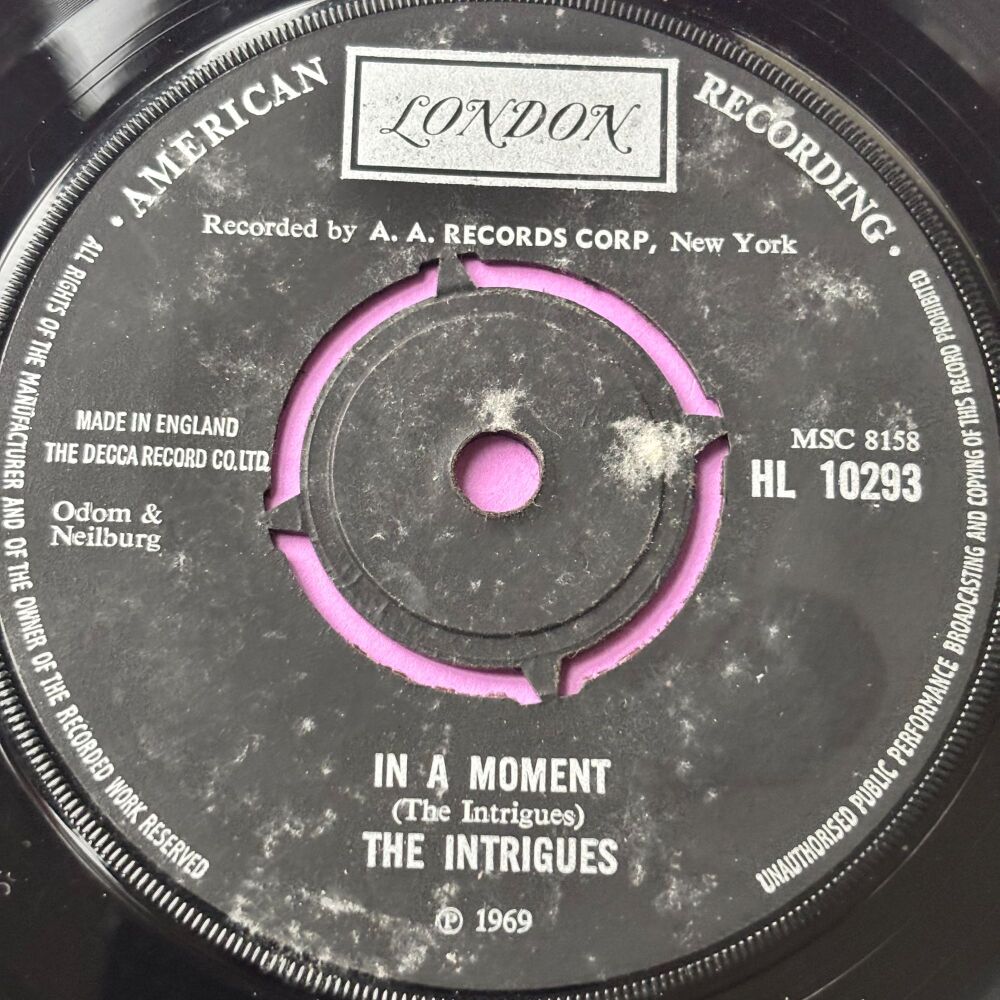 LONDON
· AMERICAN RECORDING ·
Recorded by A. A. RECORDS CORP, New York
MADE IN ENGLAND
THE DECCA RECORD CO. LTD.
Odom &
Neilburg
MSC 8158
HL 10293
IN A MOMENT
(The Intrigues)
THE INTRIGUES
Ⓟ 1969
ALL RIGHTS OF THE MANUFACTURER AND OF THE OWNER OF THE RECORDED WORK RESERVED
UNAUTHORISED PUBLIC PERFORMANCE BROADCASTING AND COPYING OF THIS RECORD PROHIBITED